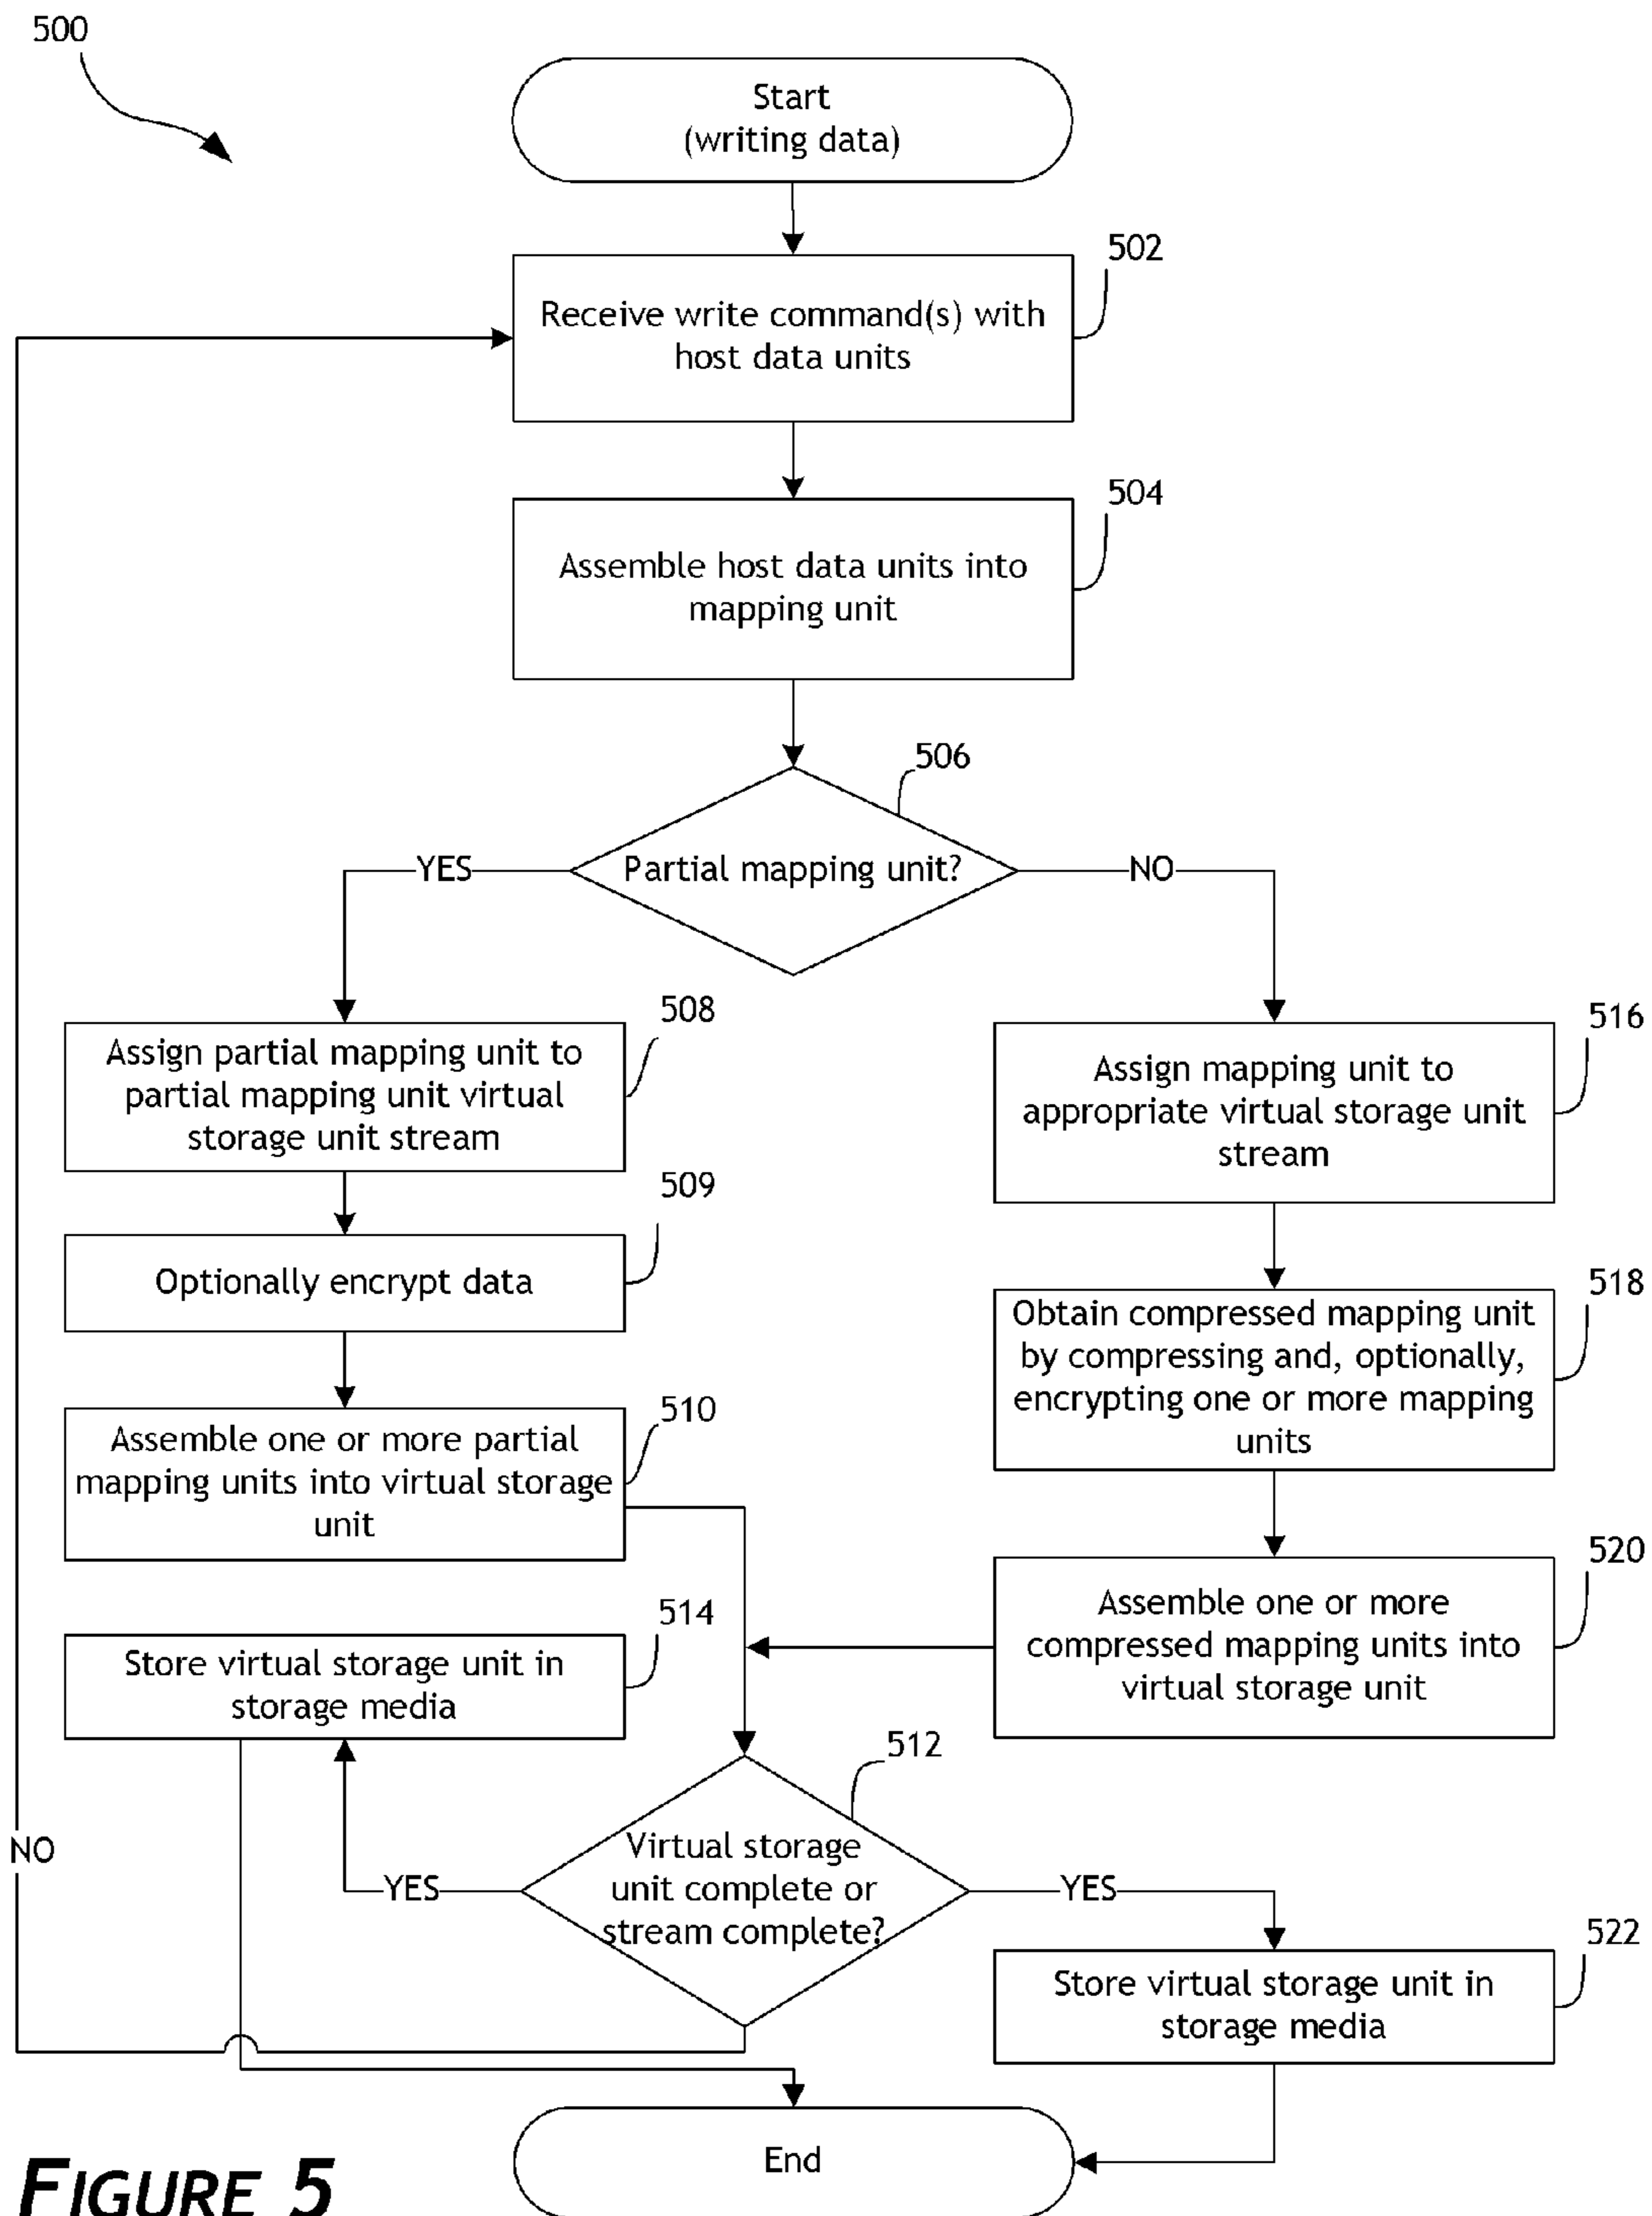 500
Start
(writing data)
502
Receive write command(s) with
host data units
504
Assemble host data units into
mapping unit
506
Partial mapping unit?
YES
NO
508
Assign partial mapping unit to
partial mapping unit virtual
storage unit stream
516
Assign mapping unit to
appropriate virtual storage unit
stream
509
Optionally encrypt data
518
Obtain compressed mapping unit
by compressing and, optionally,
encrypting one or more mapping
units
510
Assemble one or more partial
mapping units into virtual storage
unit
520
Assemble one or more
compressed mapping units into
virtual storage unit
514
Store virtual storage unit in
storage media
512
Virtual storage
unit complete or
stream complete?
NO
YES
YES
522
Store virtual storage unit in
storage media
End
FIGURE 5